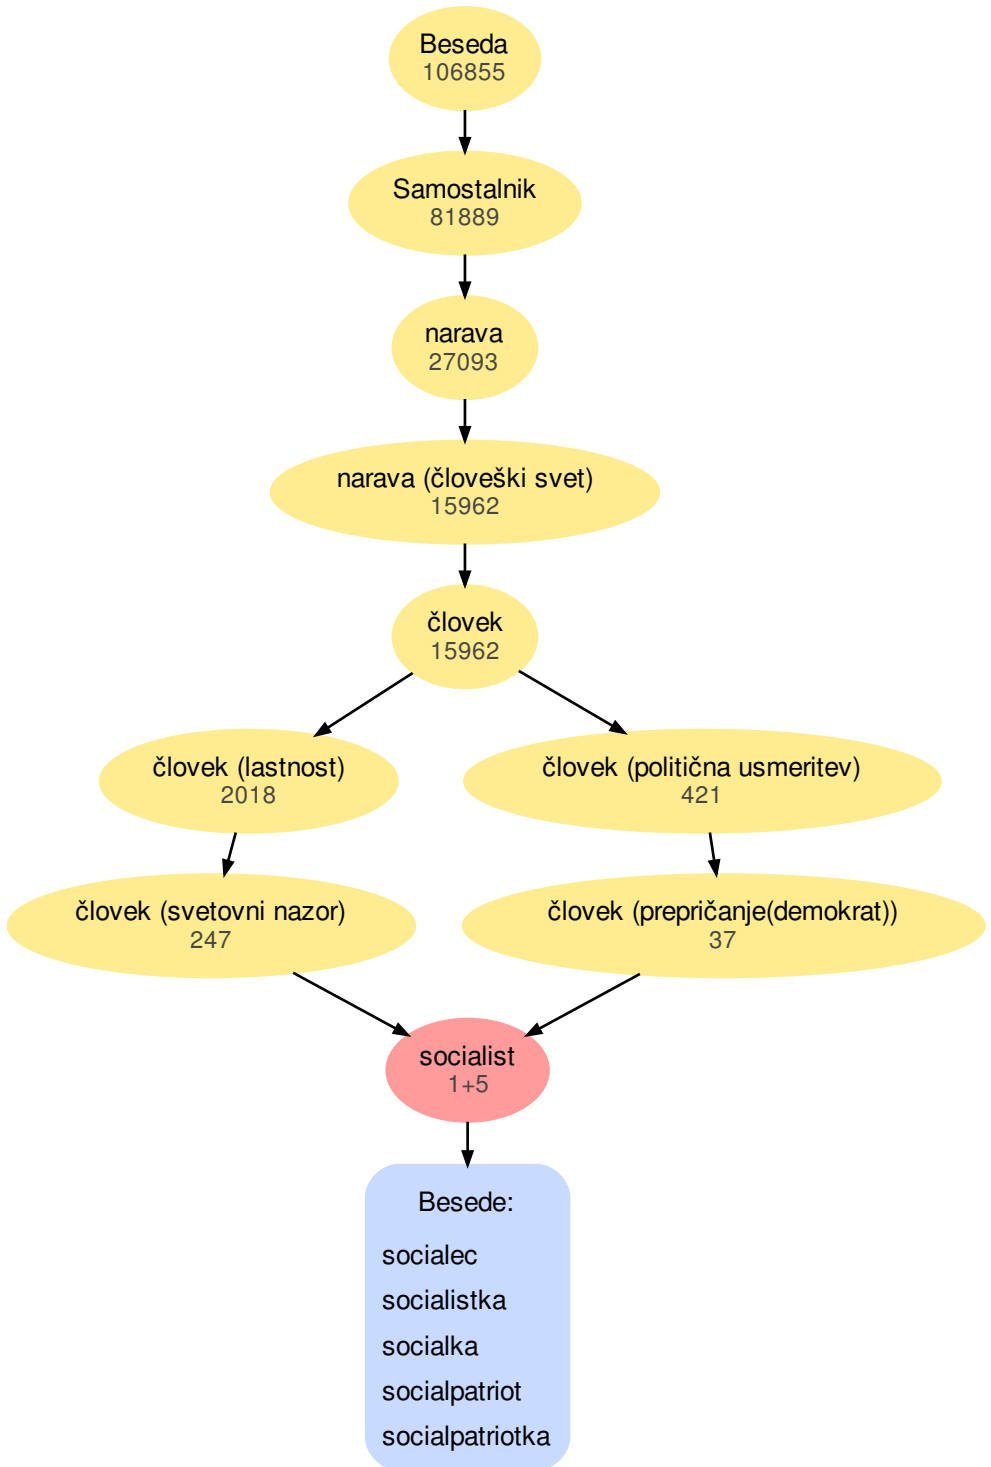 Beseda
106855
Samostalnik
81889
narava
27093
narava (človeški svet)
15962
človek
15962
človek (lastnost)
2018
človek (politična usmeritev)
421
človek (svetovni nazor)
247
človek (prepričanje(demokrat))
37
socialist
1+5
Besede:
socialec
socialistka
socialka
socialpatriot
socialpatriotka